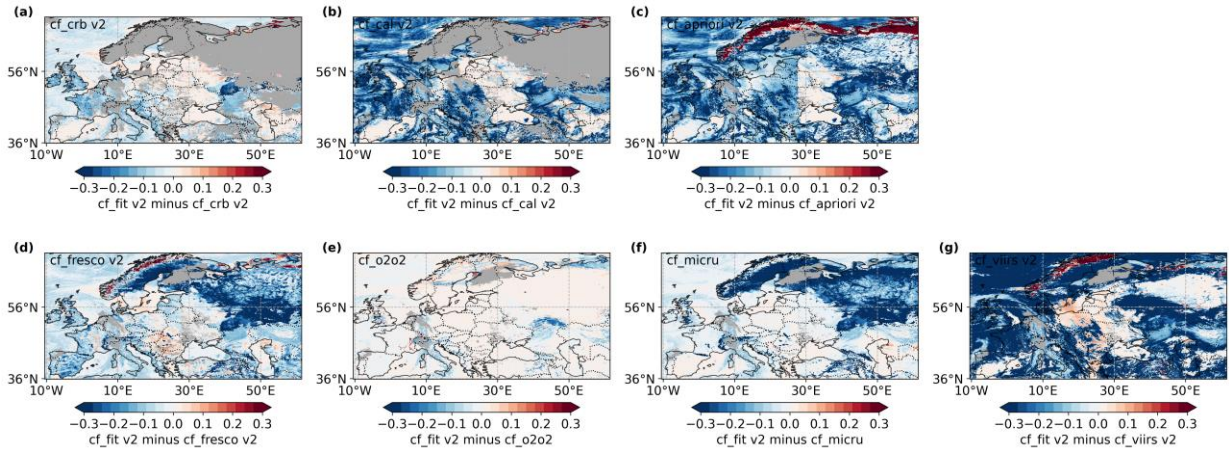 (a)
cf_crb v2
56°N
36°N
10°W 10°E 30°E 50°E
−0.3 −0.2 −0.1 0.0 0.1 0.2 0.3
cf_fit v2 minus cf_crb v2
(b)
cf_cal v2
56°N
36°N
10°W 10°E 30°E 50°E
−0.3 −0.2 −0.1 0.0 0.1 0.2 0.3
cf_fit v2 minus cf_cal v2
(c)
cf_apriori v2
56°N
36°N
10°W 10°E 30°E 50°E
−0.3 −0.2 −0.1 0.0 0.1 0.2 0.3
cf_fit v2 minus cf_apriori v2
(d)
cf_fresco v2
56°N
36°N
10°W 10°E 30°E 50°E
−0.3 −0.2 −0.1 0.0 0.1 0.2 0.3
cf_fit v2 minus cf_fresco v2
(e)
cf_o2o2
56°N
36°N
10°W 10°E 30°E 50°E
−0.3 −0.2 −0.1 0.0 0.1 0.2 0.3
cf_fit v2 minus cf_o2o2
(f)
cf_micru
56°N
36°N
10°W 10°E 30°E 50°E
−0.3 −0.2 −0.1 0.0 0.1 0.2 0.3
cf_fit v2 minus cf_micru
(g)
cf_viirs v2
56°N
36°N
10°W 10°E 30°E 50°E
−0.3 −0.2 −0.1 0.0 0.1 0.2 0.3
cf_fit v2 minus cf_viirs v2